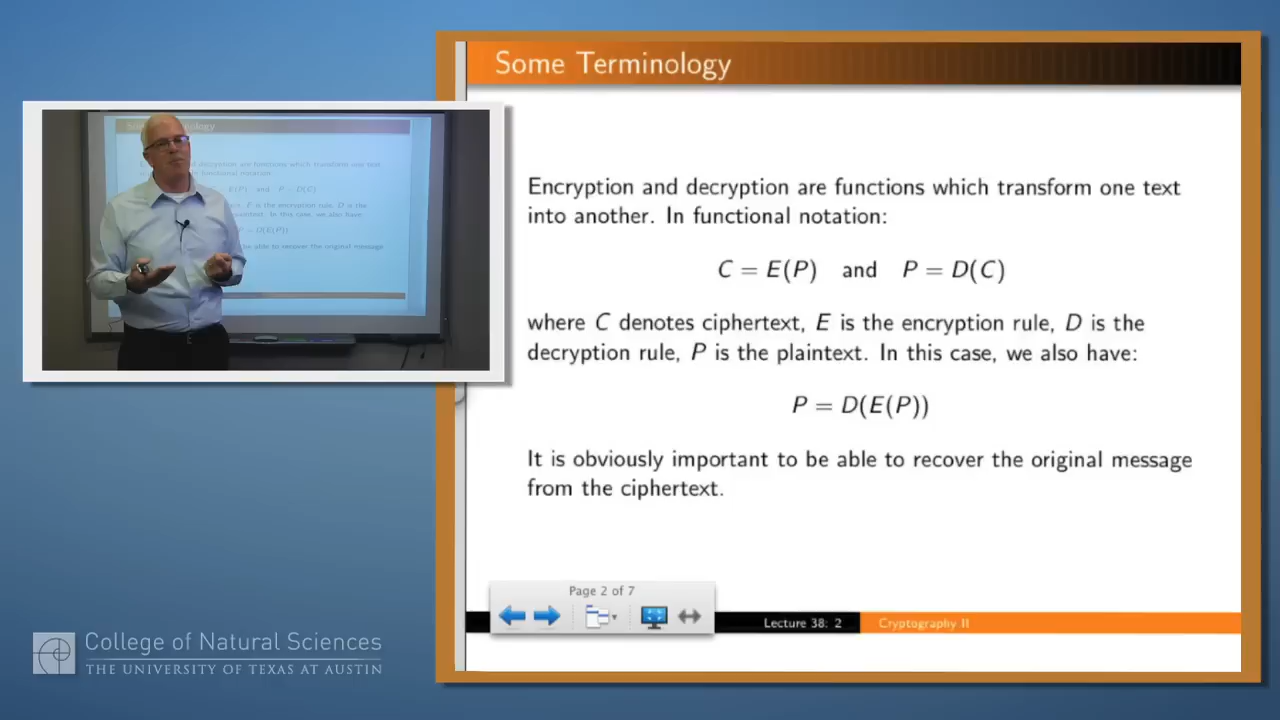 Some Terminology
Encryption and decryption are functions which transform one text
into another. In functional notation:
C = E(P) and P = D(C)
where C denotes ciphertext, E is the encryption rule, D is the
decryption rule, P is the plaintext. In this case, we also have:
P = D(E(P))
It is obviously important to be able to recover the original message
from the ciphertext.
Page 2 of 7
Lecture 38: 2
Cryptography II
College of Natural Sciences
THE UNIVERSITY OF TEXAS AT AUSTIN